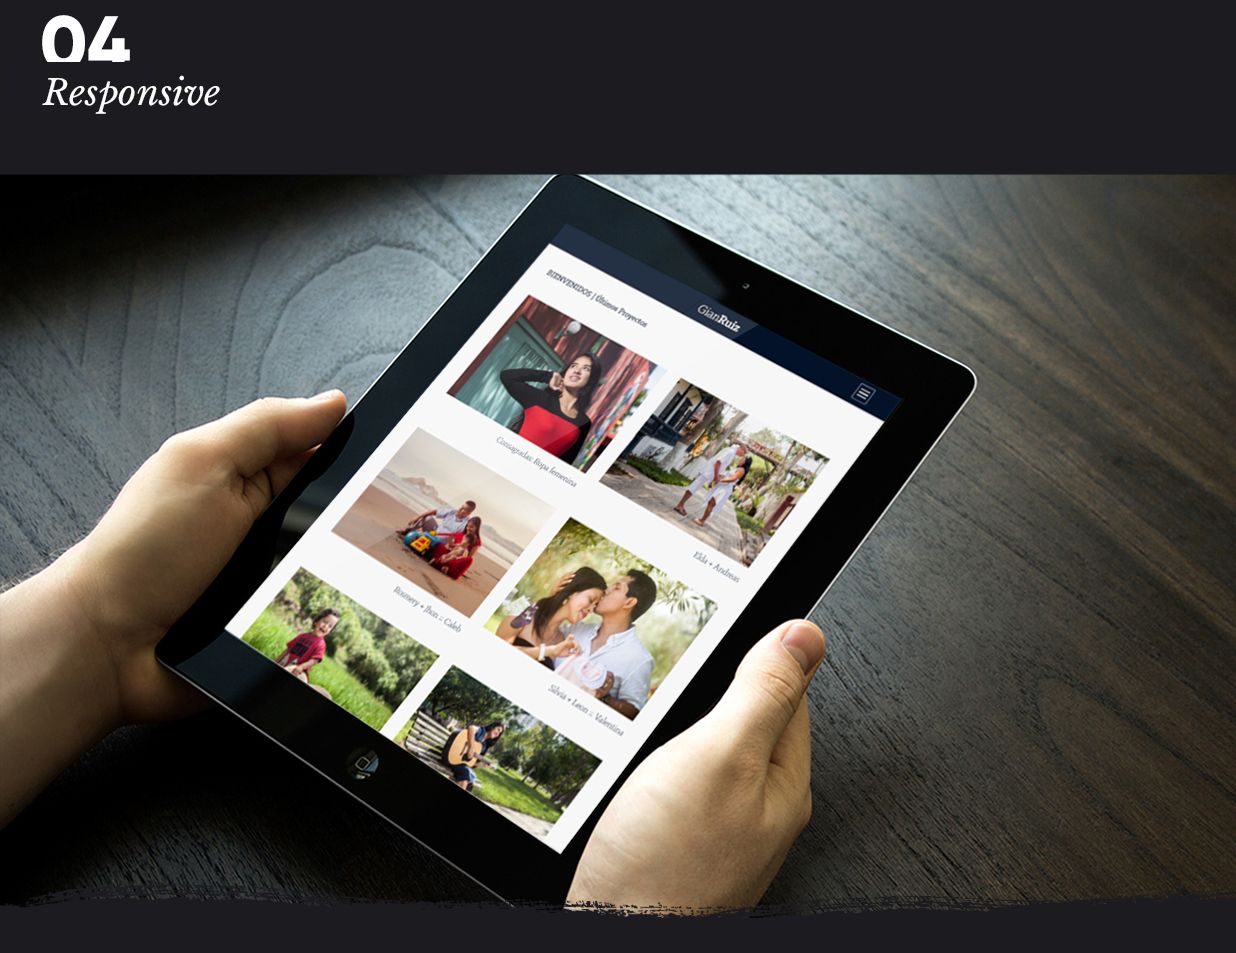 04
Responsive
GianRuiz
BIENVENIDOS | Últimos Proyectos
Consagradas: Ropa femenina
Elda + Andreas
Rosmery + Jhon :: Caleb
Silvia + Leon :: Valentina